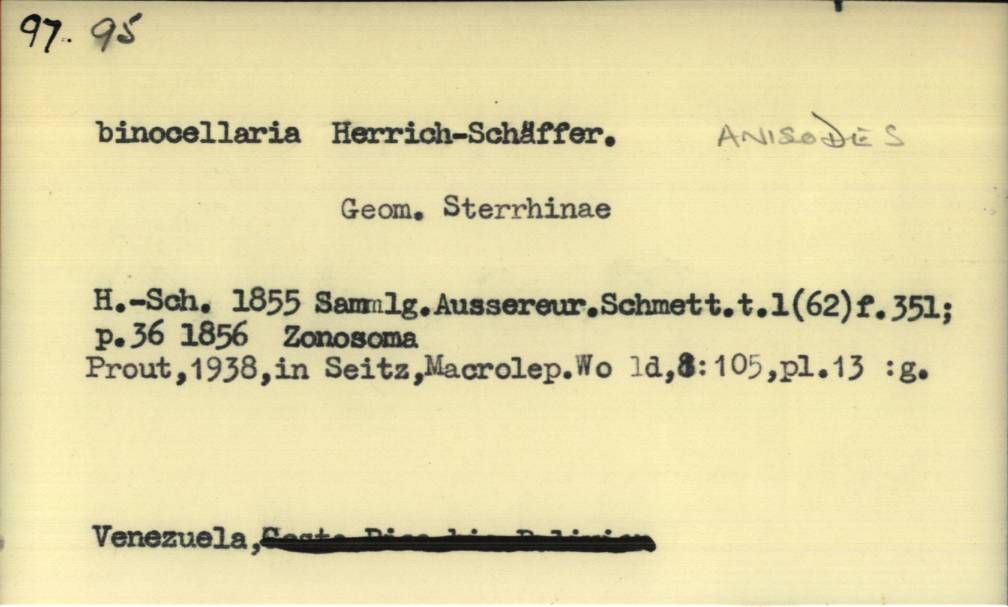 97. 95
binocellaria Herrich-Schäffer. ANISODES
Geom. Sterrhinae
H.-Sch. 1855 Sammlg.Aussereur.Schmett.t.1(62)f.351;
p.36 1856 Zonosoma
Prout,1938,in Seitz,Macrolep.Wo ld,8:105,pl.13 :g.
Venezuela,